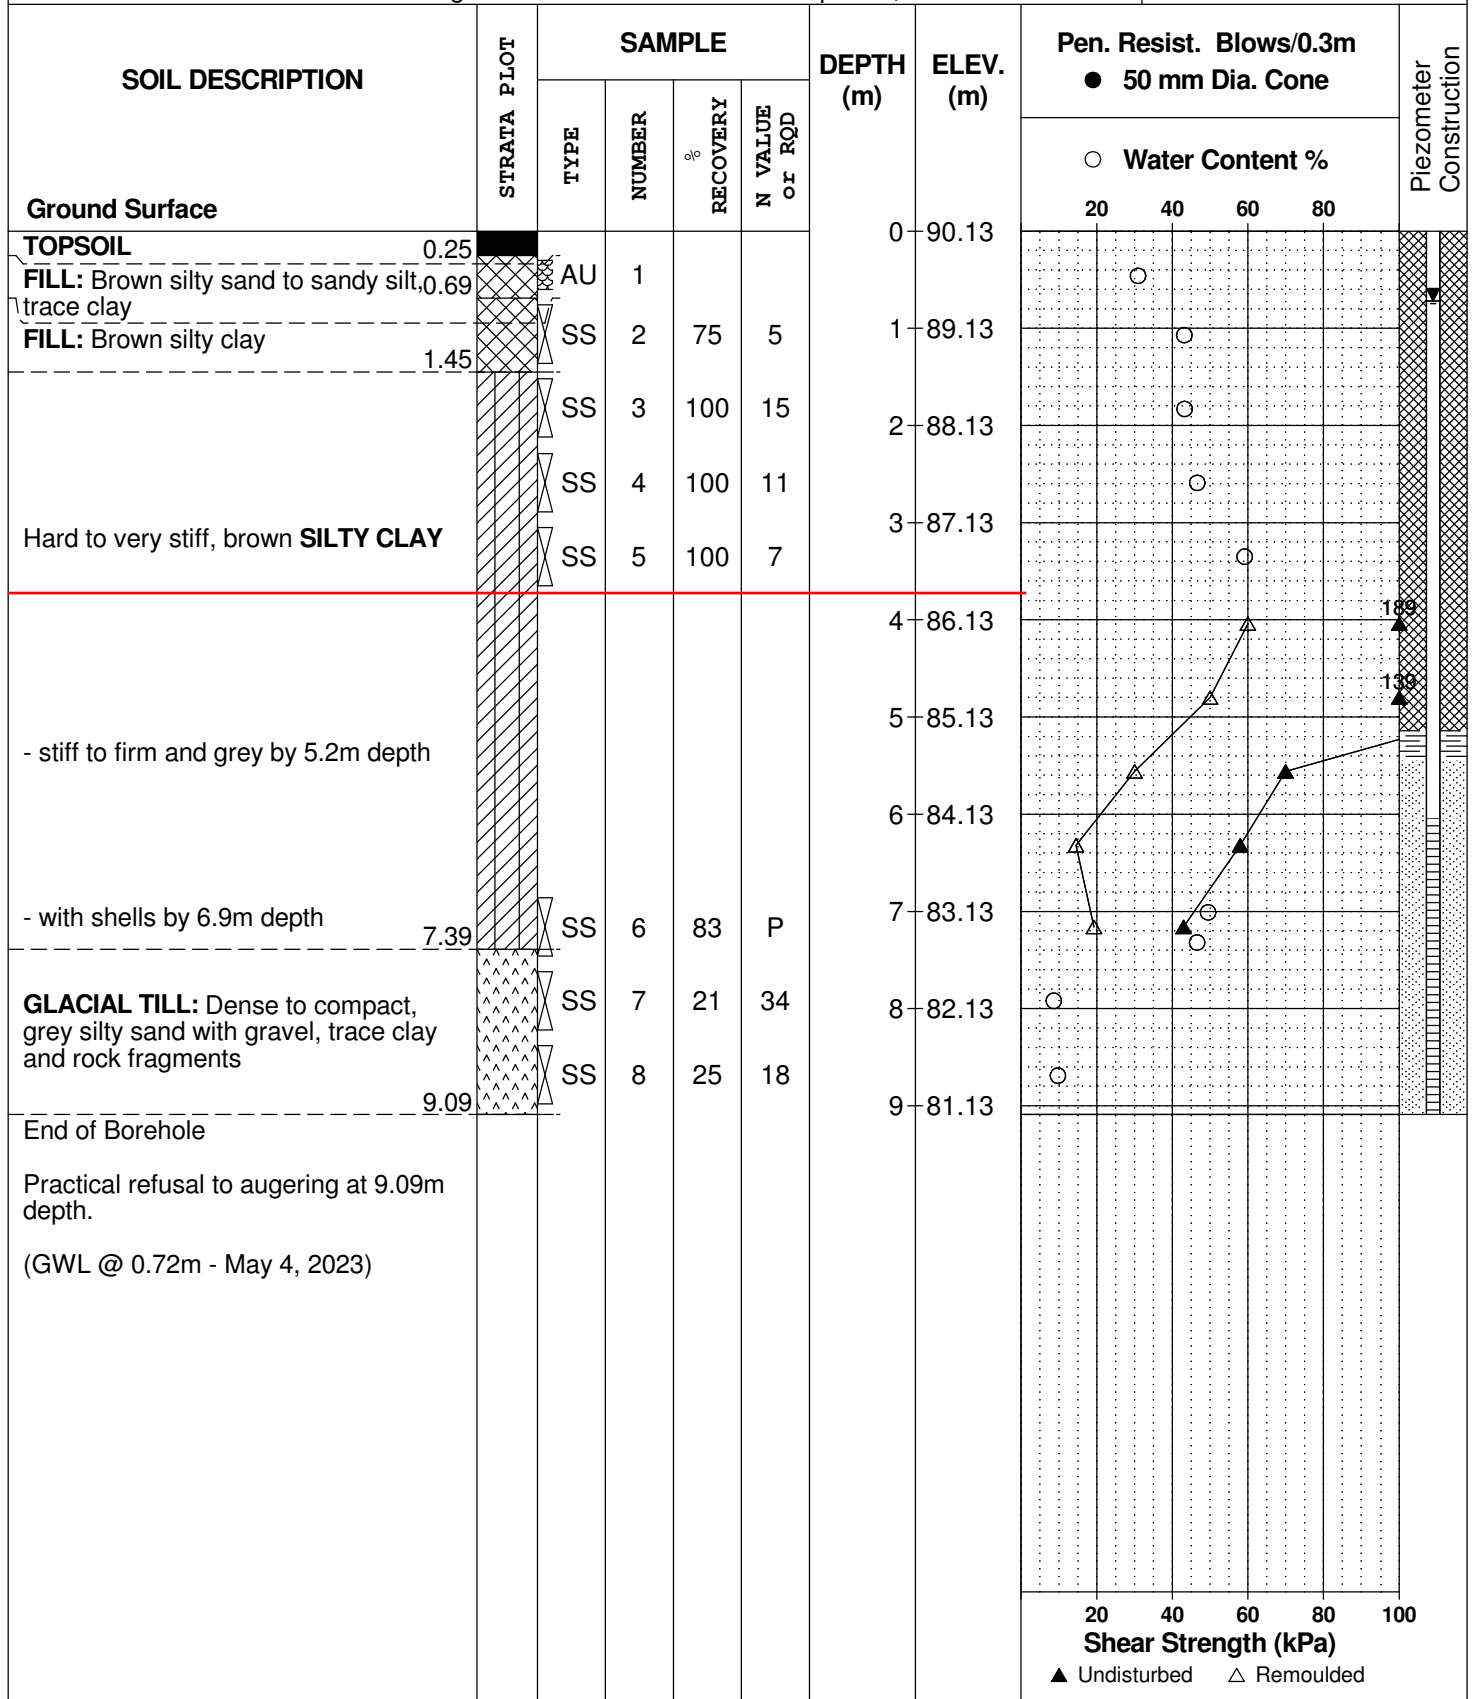 SOIL DESCRIPTION
STRATA PLOT
SAMPLE
TYPE
NUMBER
% RECOVERY
N VALUE or RQD
DEPTH (m)
ELEV. (m)
Pen. Resist. Blows/0.3m
● 50 mm Dia. Cone
○ Water Content %
Piezometer Construction
Ground Surface
20 40 60 80
0 90.13
TOPSOIL 0.25
FILL: Brown silty sand to sandy silt, 0.69
trace clay
AU 1
FILL: Brown silty clay
1.45
SS 2 75 5
1 89.13
SS 3 100 15
2 88.13
SS 4 100 11
3 87.13
Hard to very stiff, brown SILTY CLAY
SS 5 100 7
4 86.13
189
139
5 85.13
- stiff to firm and grey by 5.2m depth
6 84.13
- with shells by 6.9m depth
7.39
SS 6 83 P
7 83.13
GLACIAL TILL: Dense to compact,
grey silty sand with gravel, trace clay
and rock fragments
SS 7 21 34
8 82.13
SS 8 25 18
9.09
9 81.13
End of Borehole
Practical refusal to augering at 9.09m
depth.
(GWL @ 0.72m - May 4, 2023)
20 40 60 80 100
Shear Strength (kPa)
▲ Undisturbed △ Remoulded